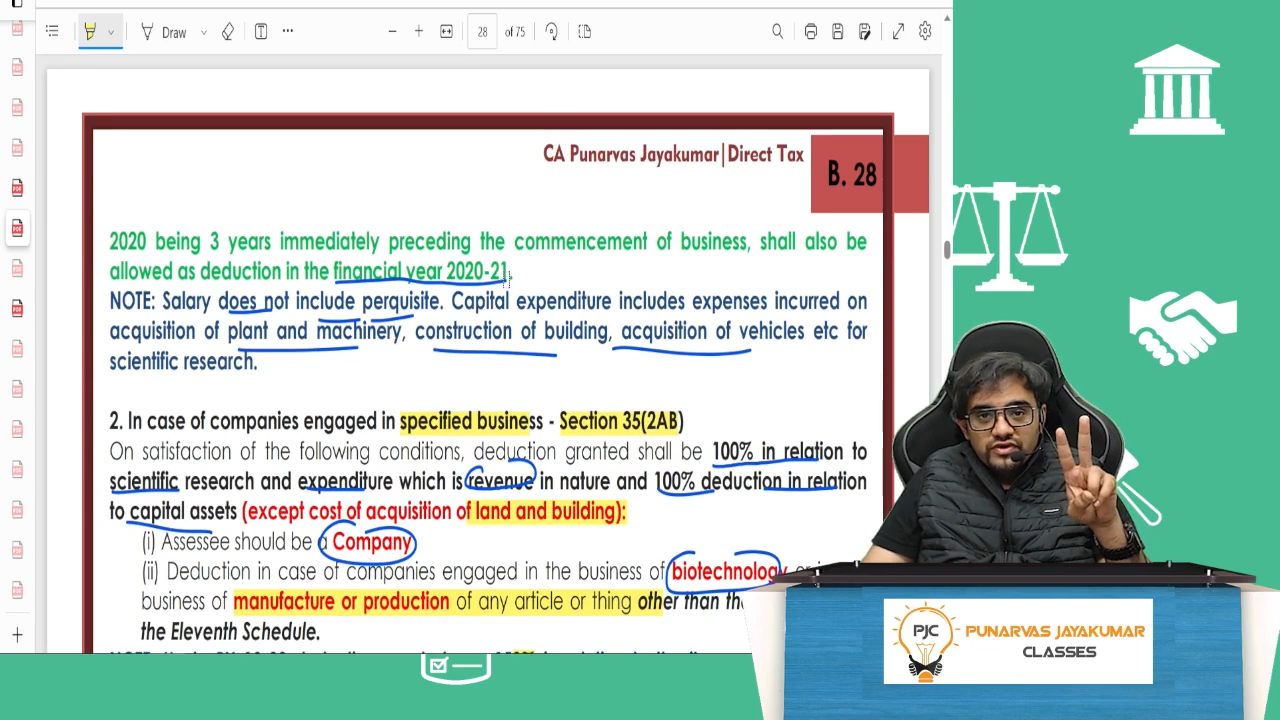 Draw
28
of 75
CA Punarvas Jayakumar|Direct Tax
B. 28
2020 being 3 years immediately preceding the commencement of business, shall also be
allowed as deduction in the financial year 2020-21.
NOTE: Salary does not include perquisite. Capital expenditure includes expenses incurred on
acquisition of plant and machinery, construction of building, acquisition of vehicles etc for
scientific research.
2. In case of companies engaged in specified business - Section 35(2AB)
On satisfaction of the following conditions, deduction granted shall be 100% in relation to
scientific research and expenditure which is revenue in nature and 100% deduction in relation
to capital assets (except cost of acquisition of land and building):
(i) Assessee should be a Company
(ii) Deduction in case of companies engaged in the business of biotechnology or
business of manufacture or production of any article or thing other than
the Eleventh Schedule.
PJC
PUNARVAS JAYAKUMAR
CLASSES